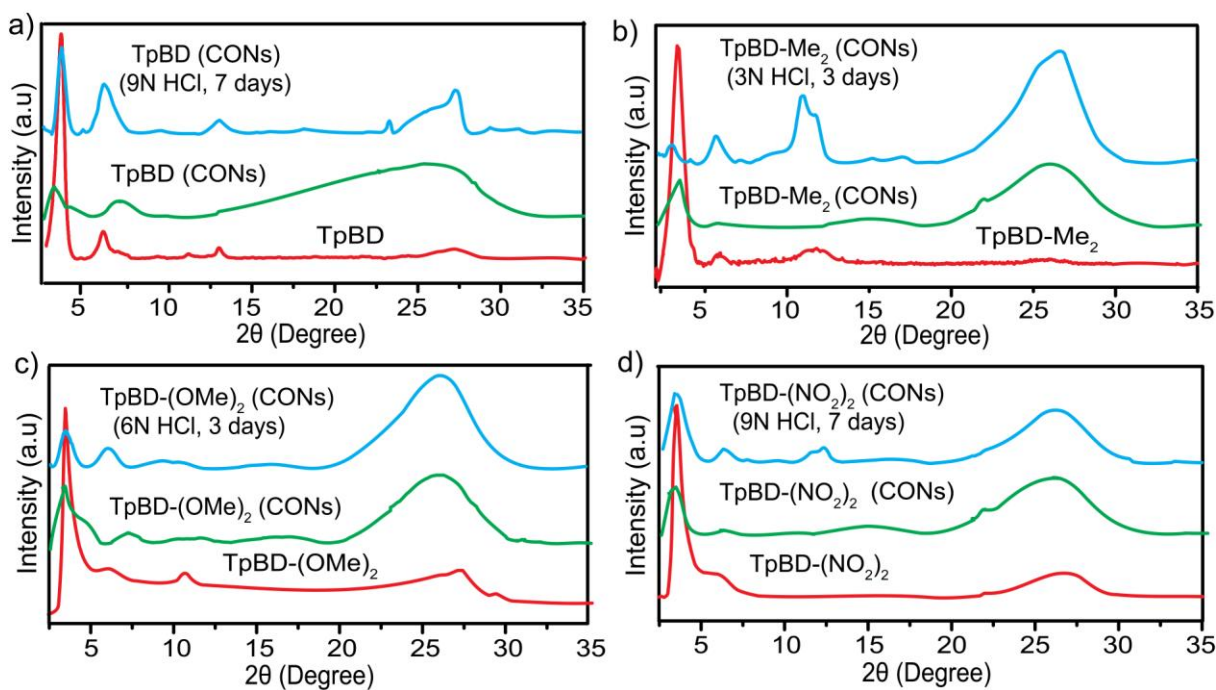 a)
TpBD (CONs)
(9N HCl, 7 days)
TpBD (CONs)
TpBD
Intensity (a.u)
5 10 15 20 25 30 35
2θ (Degree)
b)
TpBD-Me₂ (CONs)
(3N HCl, 3 days)
TpBD-Me₂ (CONs)
TpBD-Me₂
Intensity (a.u)
5 10 15 20 25 30 35
2θ (Degree)
c)
TpBD-(OMe)₂ (CONs)
(6N HCl, 3 days)
TpBD-(OMe)₂ (CONs)
TpBD-(OMe)₂
Intensity (a.u)
5 10 15 20 25 30 35
2θ (Degree)
d)
TpBD-(NO₂)₂ (CONs)
(9N HCl, 7 days)
TpBD-(NO₂)₂ (CONs)
TpBD-(NO₂)₂
Intensity (a.u)
5 10 15 20 25 30 35
2θ (Degree)